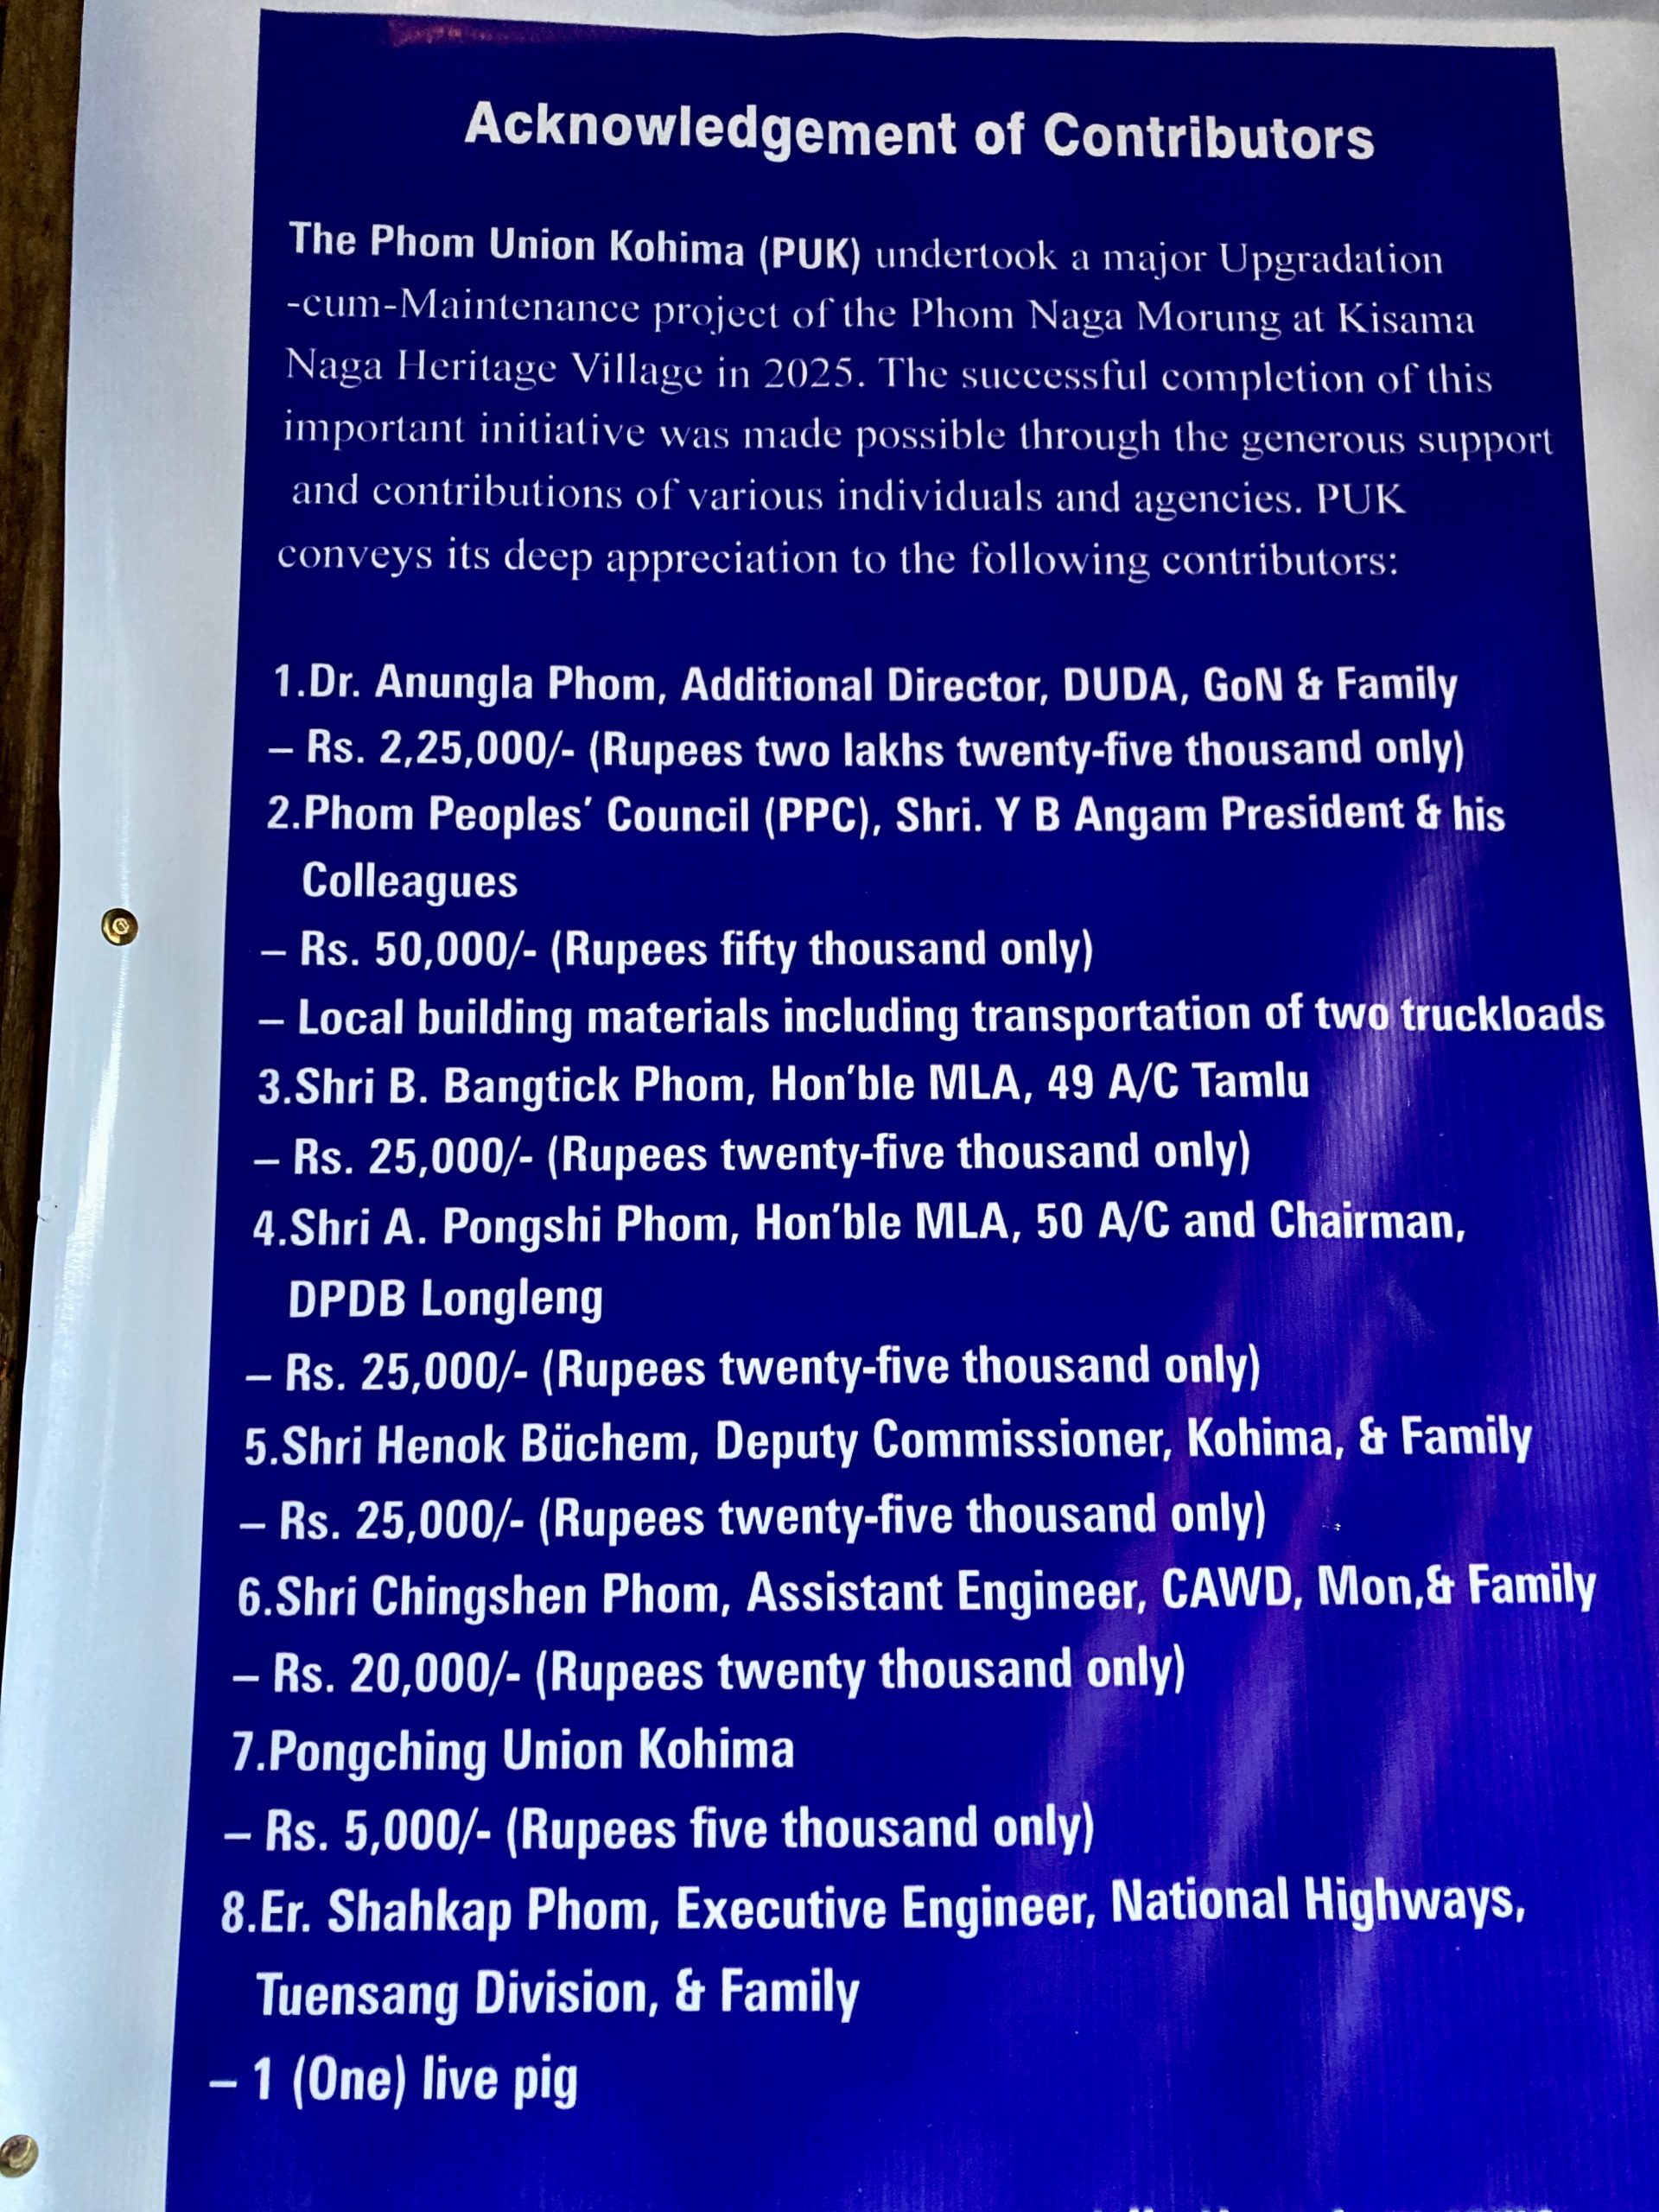 Acknowledgement of Contributors
The Phom Union Kohima (PUK) undertook a major Upgradation
-cum-Maintenance project of the Phom Naga Morung at Kisama
Naga Heritage Village in 2025. The successful completion of this
important initiative was made possible through the generous support
and contributions of various individuals and agencies. PUK
conveys its deep appreciation to the following contributors:
1.Dr. Anungla Phom, Additional Director, DUDA, GoN & Family
– Rs. 2,25,000/- (Rupees two lakhs twenty-five thousand only)
2.Phom Peoples’ Council (PPC), Shri. Y B Angam President & his
Colleagues
– Rs. 50,000/- (Rupees fifty thousand only)
– Local building materials including transportation of two truckloads
3.Shri B. Bangtick Phom, Hon’ble MLA, 49 A/C Tamlu
– Rs. 25,000/- (Rupees twenty-five thousand only)
4.Shri A. Pongshi Phom, Hon’ble MLA, 50 A/C and Chairman,
DPDB Longleng
– Rs. 25,000/- (Rupees twenty-five thousand only)
5.Shri Henok Büchem, Deputy Commissioner, Kohima, & Family
– Rs. 25,000/- (Rupees twenty-five thousand only)
6.Shri Chingshen Phom, Assistant Engineer, CAWD, Mon,& Family
– Rs. 20,000/- (Rupees twenty thousand only)
7.Pongching Union Kohima
– Rs. 5,000/- (Rupees five thousand only)
8.Er. Shahkap Phom, Executive Engineer, National Highways,
Tuensang Division, & Family
– 1 (One) live pig